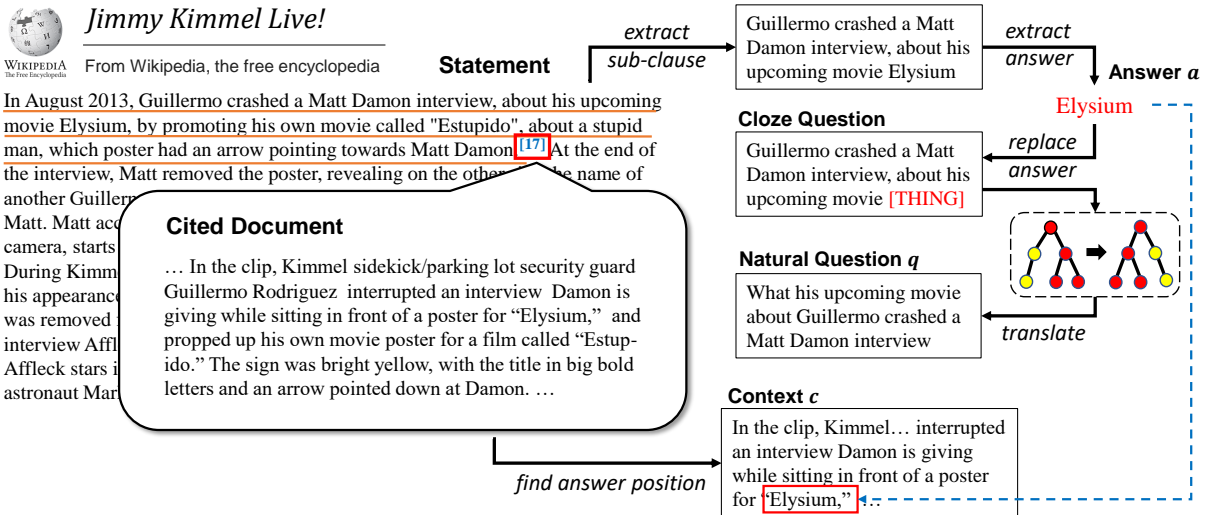 Jimmy Kimmel Live!
WIKIPEDIA
The Free Encyclopedia
From Wikipedia, the free encyclopedia
Statement
In August 2013, Guillermo crashed a Matt Damon interview, about his upcoming
movie Elysium, by promoting his own movie called "Estupido", about a stupid
man, which poster had an arrow pointing towards Matt Damon [17] At the end of
the interview, Matt removed the poster, revealing on the other he name of
another
Matt. Matt
camera, starts
During
his appearance
was removed
interview
Affleck stars
astronaut
Cited Document
… In the clip, Kimmel sidekick/parking lot security guard
Guillermo Rodriguez interrupted an interview Damon is
giving while sitting in front of a poster for “Elysium,” and
propped up his own movie poster for a film called “Estup-
ido.” The sign was bright yellow, with the title in big bold
letters and an arrow pointed down at Damon. …
extract
sub-clause
Guillermo crashed a Matt
Damon interview, about his
upcoming movie Elysium
extract
answer
Answer a
Elysium
Cloze Question
Guillermo crashed a Matt
Damon interview, about his
upcoming movie [THING]
replace
answer
Natural Question q
What his upcoming movie
about Guillermo crashed a
Matt Damon interview
translate
find answer position
Context c
In the clip, Kimmel… interrupted
an interview Damon is giving
while sitting in front of a poster
for “Elysium,” …